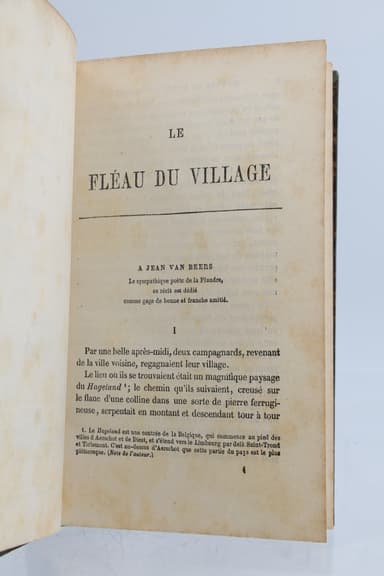 LE
FLÉAU DU VILLAGE
A JEAN VAN BEERS
Le sympathique poëte de la Flandre,
ce récit est dédié
comme gage de bonne et franche amitié.
I
Par une belle après-midi, deux campagnards, revenant
de la ville voisine, regagnaient leur village.
Le lieu où ils se trouvaient était un magnifique paysage
du Hageland ¹; le chemin qu'ils suivaient, creusé sur
le flanc d'une colline dans une sorte de pierre ferrugi-
neuse, serpentait en montant et descendant tour à tour
1. Le Hageland est une contrée de la Belgique, qui commence au pied des
villes d'Aerschot et de Diest, et s'étend vers le Limbourg par delà Saint-Trond
et Tirlemont. C'est au-dessus d'Aerschot que cette partie du pays est le plus
pittoresque. (Note de l'auteur.)
1